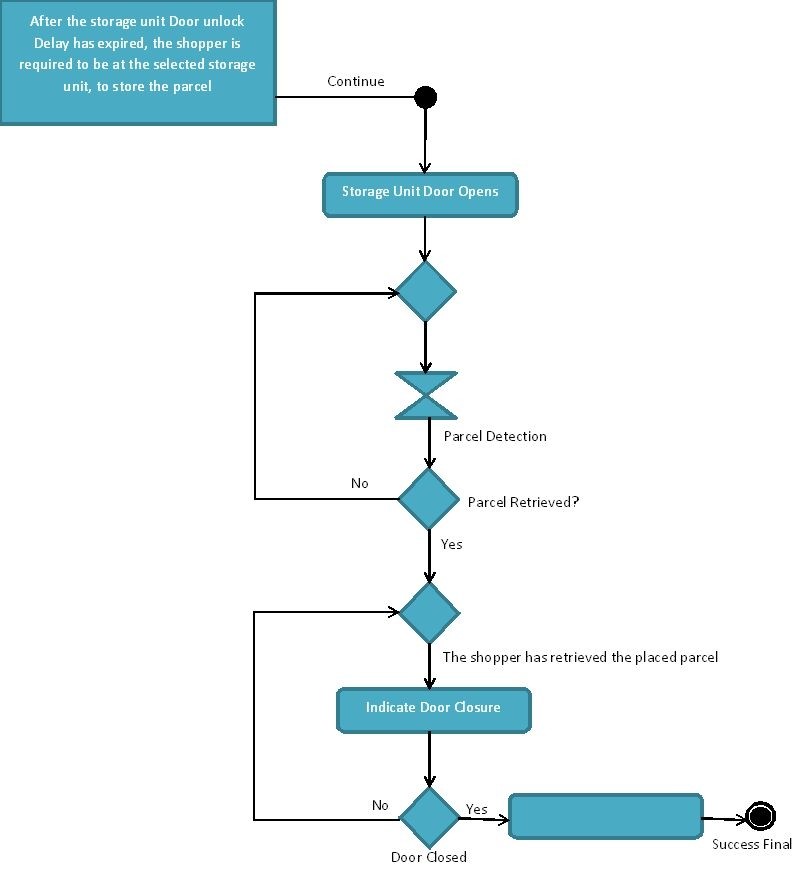 After the storage unit Door unlock
Delay has expired, the shopper is
required to be at the selected storage
unit, to store the parcel
Continue
Storage Unit Door Opens
Parcel Detection
No
Parcel Retrieved?
Yes
The shopper has retrieved the placed parcel
Indicate Door Closure
No
Yes
Door Closed
Success Final